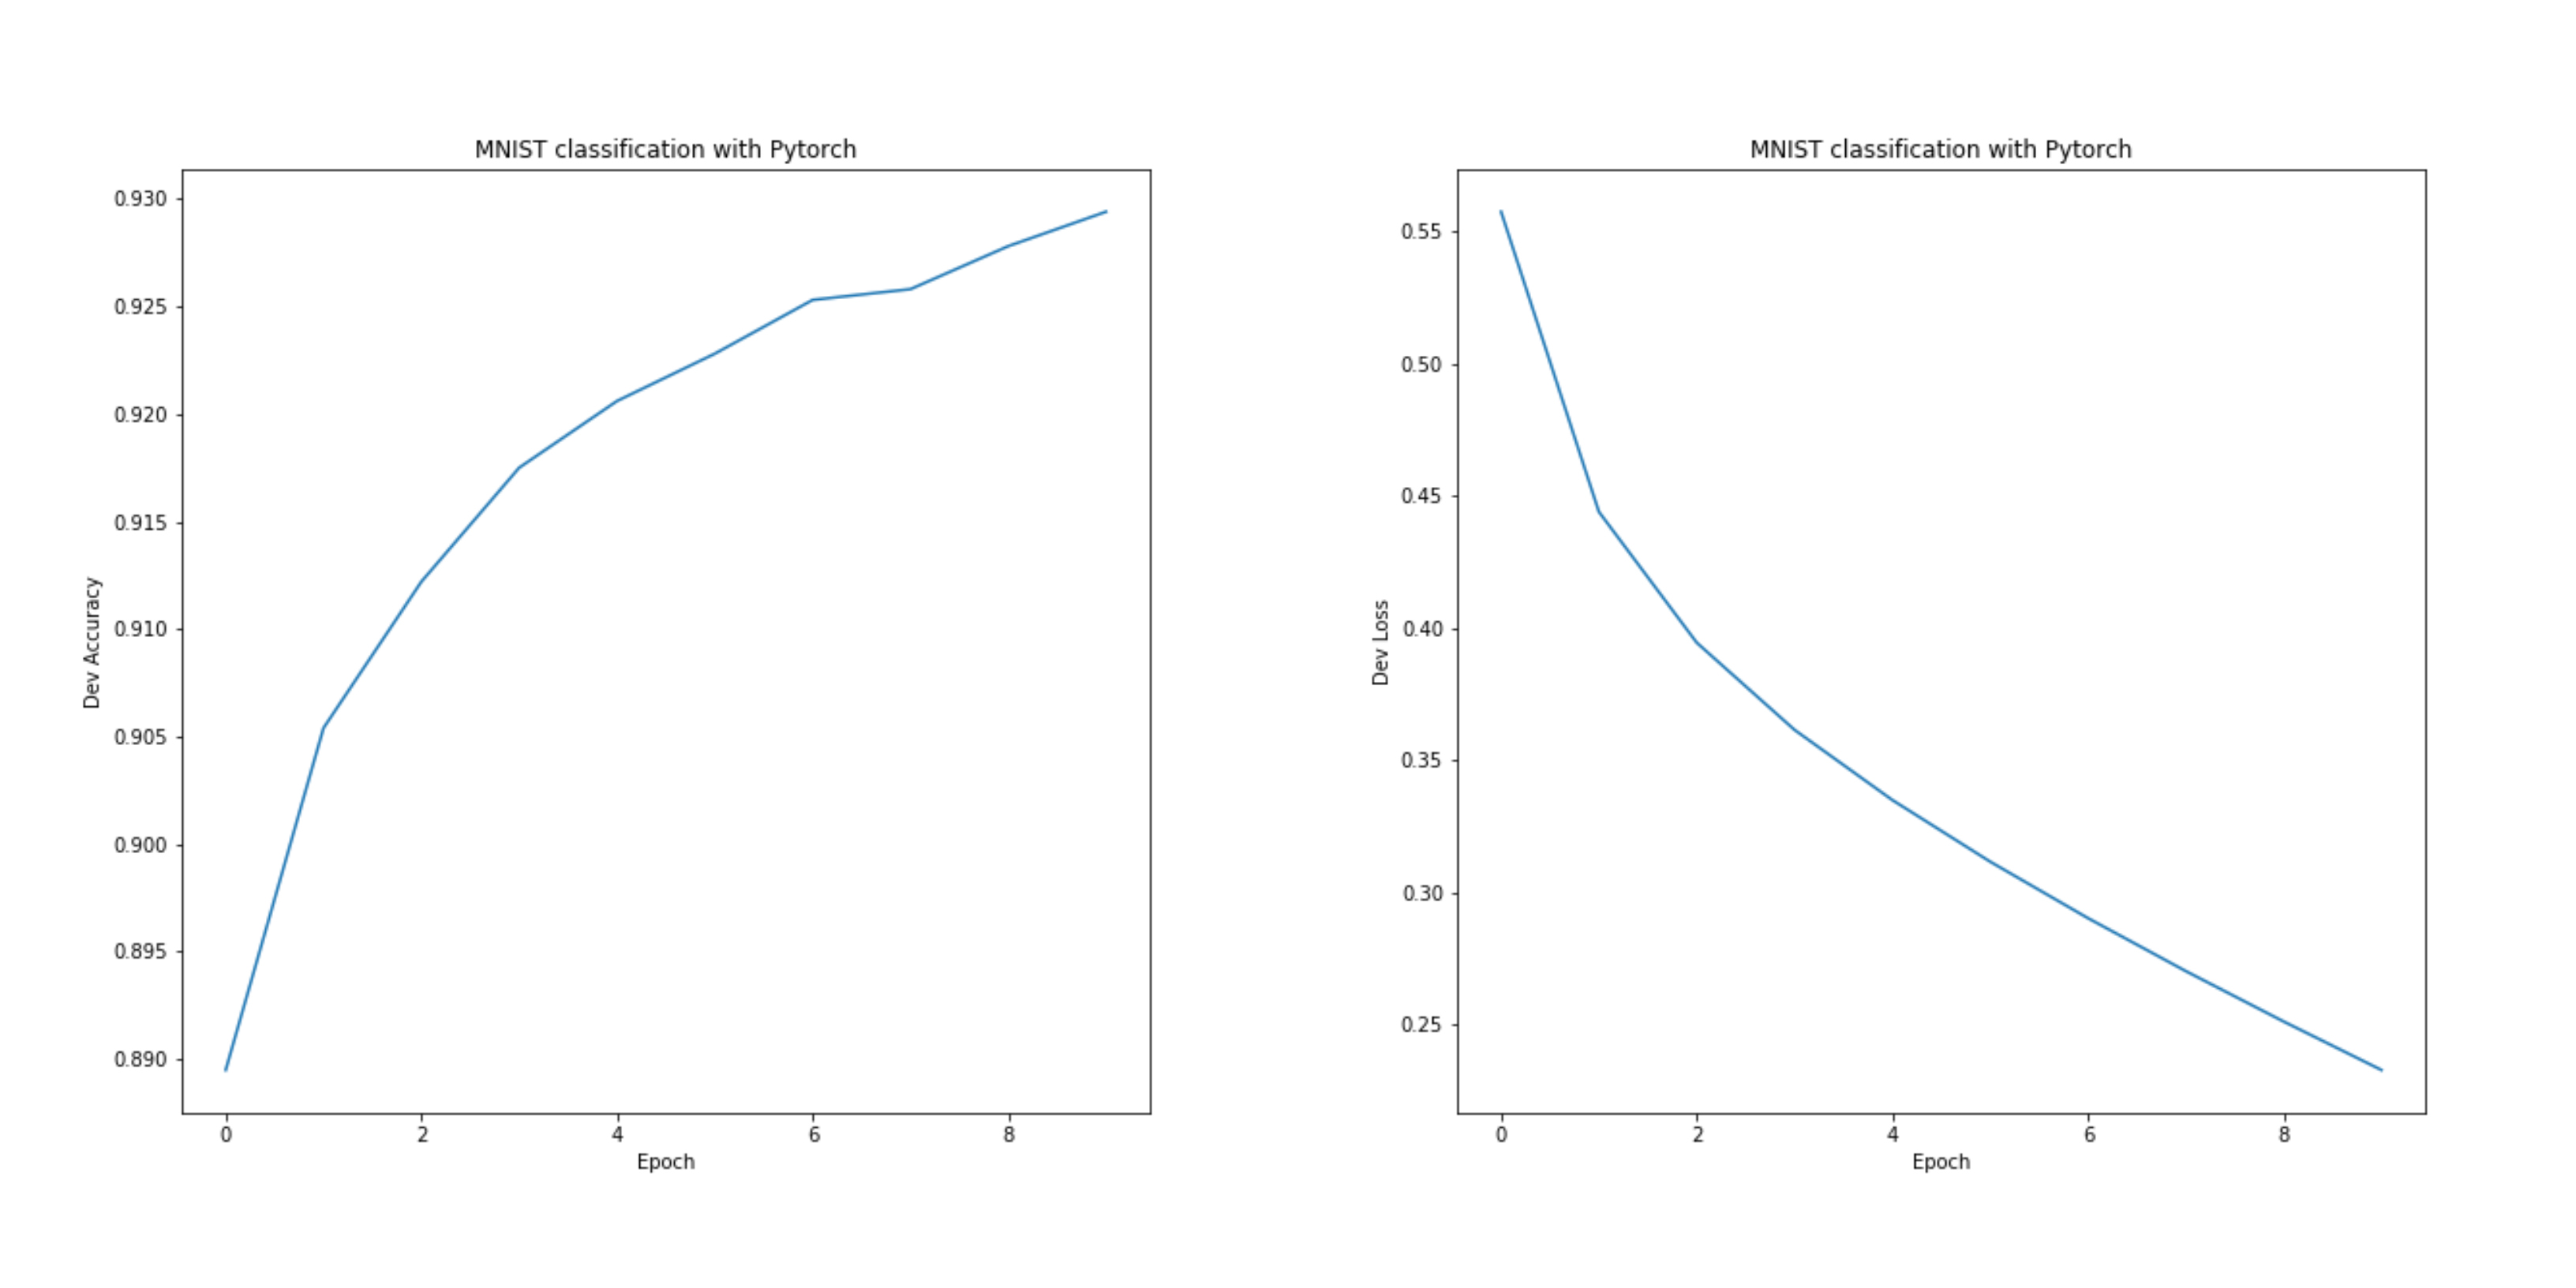 MNIST classification with Pytorch
0.930
0.925
0.920
0.915
0.910
0.905
0.900
0.895
0.890
Dev Accuracy
0 2 4 6 8
Epoch
MNIST classification with Pytorch
0.55
0.50
0.45
0.40
0.35
0.30
0.25
Dev Loss
0 2 4 6 8
Epoch